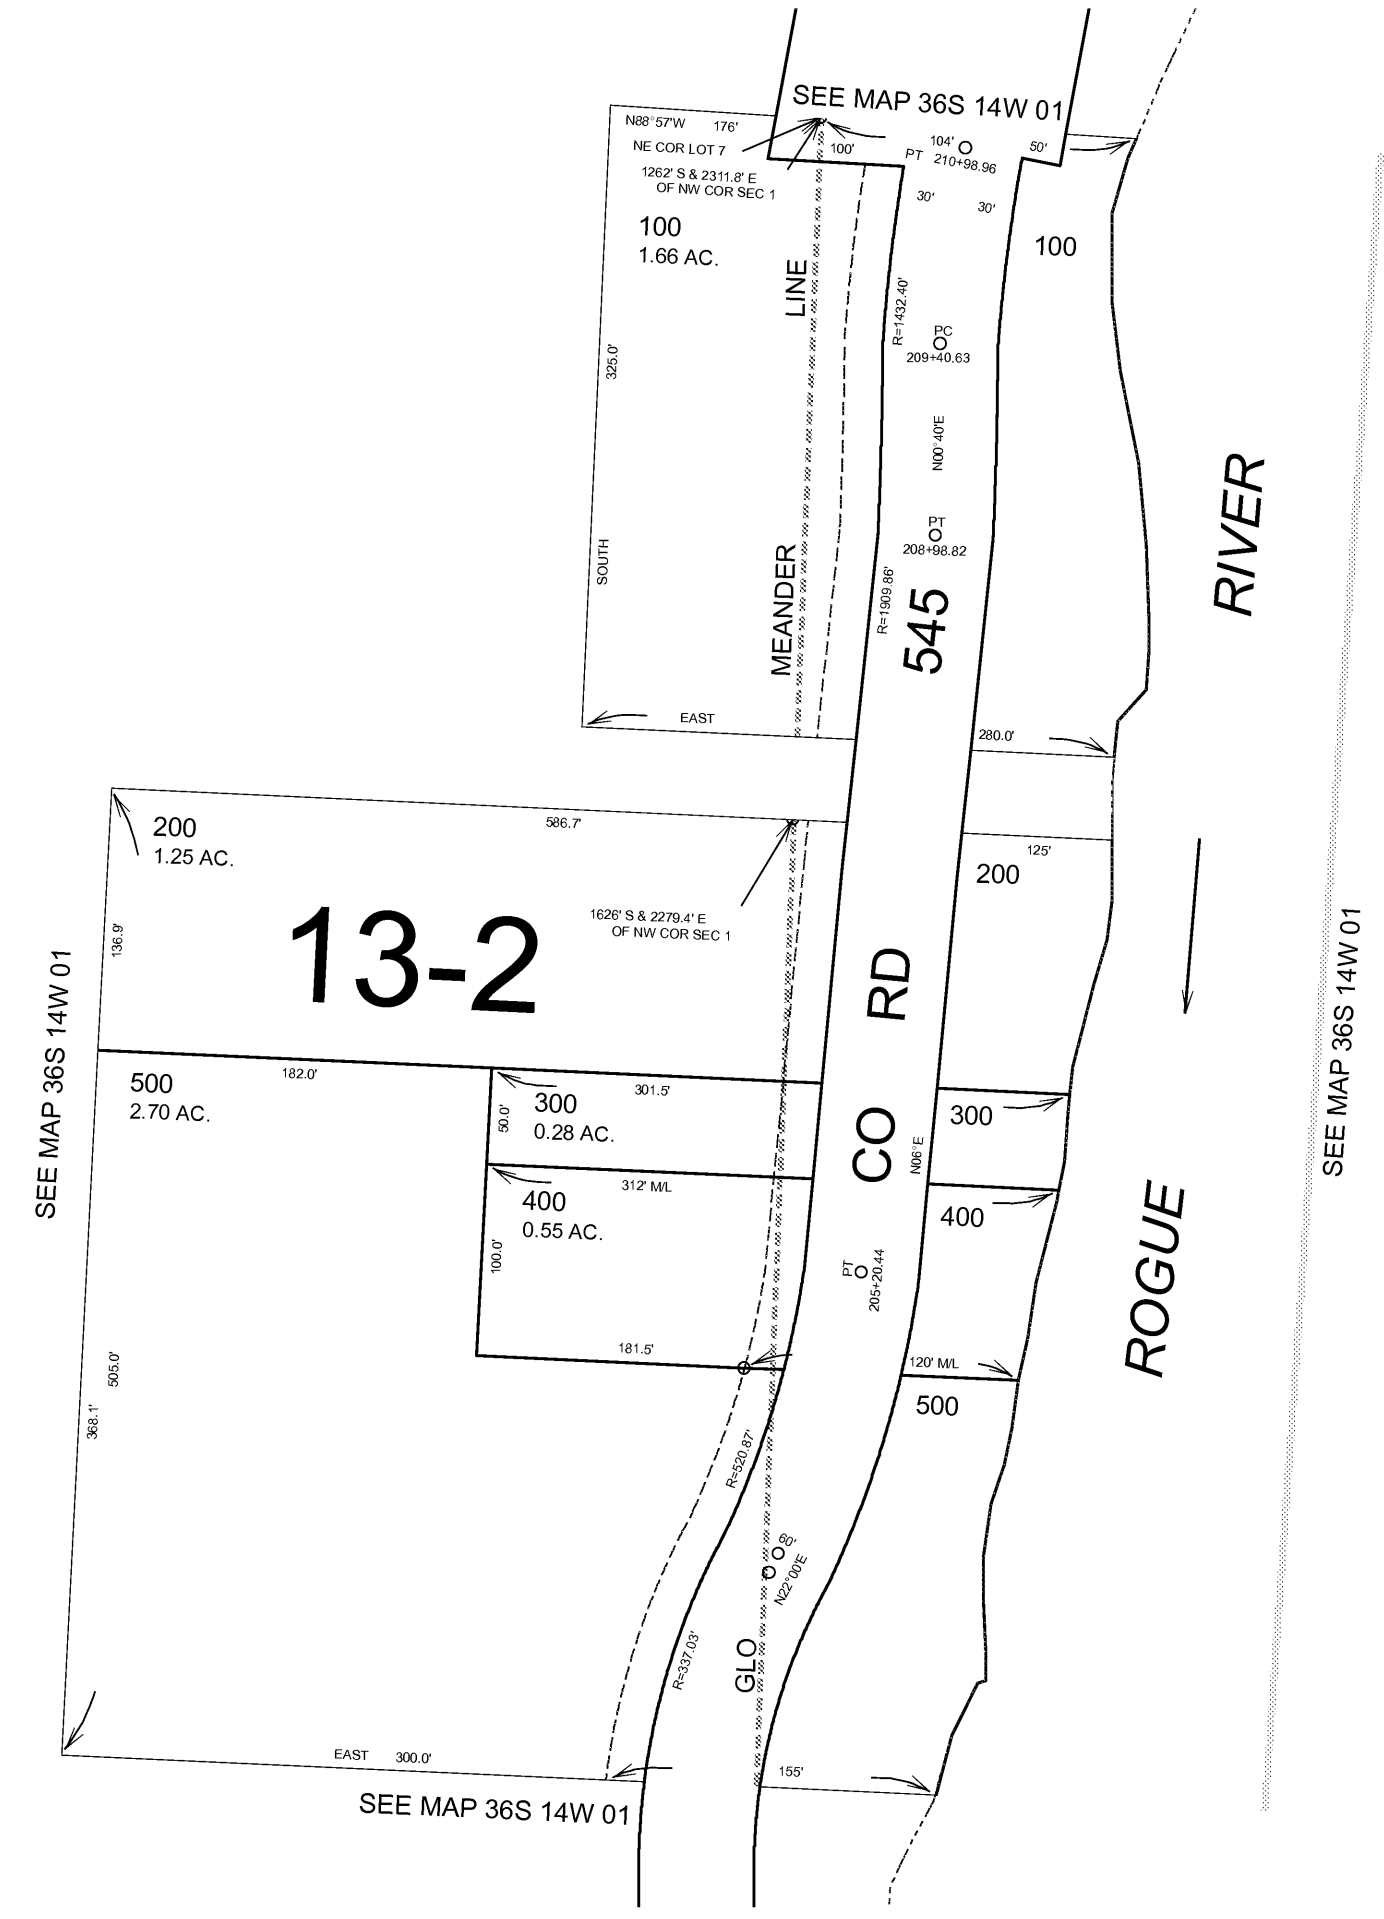 SEE MAP 36S 14W 01
N88°57'W 176'
NE COR LOT 7
1262' S & 2311.8' E
OF NW COR SEC 1
100'
104'
PT 210+98.96
50'
30' 30'
100
1.66 AC.
100
LINE
R=1432.40'
325.0'
PC
209+40.63
N00°40'E
PT
208+98.82
SOUTH
MEANDER
R=1909.86'
545
RIVER
EAST
280.0'
586.7'
200
1.25 AC.
125'
200
1626' S & 2279.4' E
OF NW COR SEC 1
136.9'
13-2
RD
SEE MAP 36S 14W 01
SEE MAP 36S 14W 01
182.0'
301.5'
500
2.70 AC.
50.0'
300
0.28 AC.
300
CO
N06°E
312' M/L
400
0.55 AC.
400
100.0'
PT
205+20.44
ROGUE
181.5'
120' M/L
505.0'
368.1'
500
R=520.87'
60'
N22°00'E
R=337.03'
GLO
EAST 300.0'
155'
SEE MAP 36S 14W 01